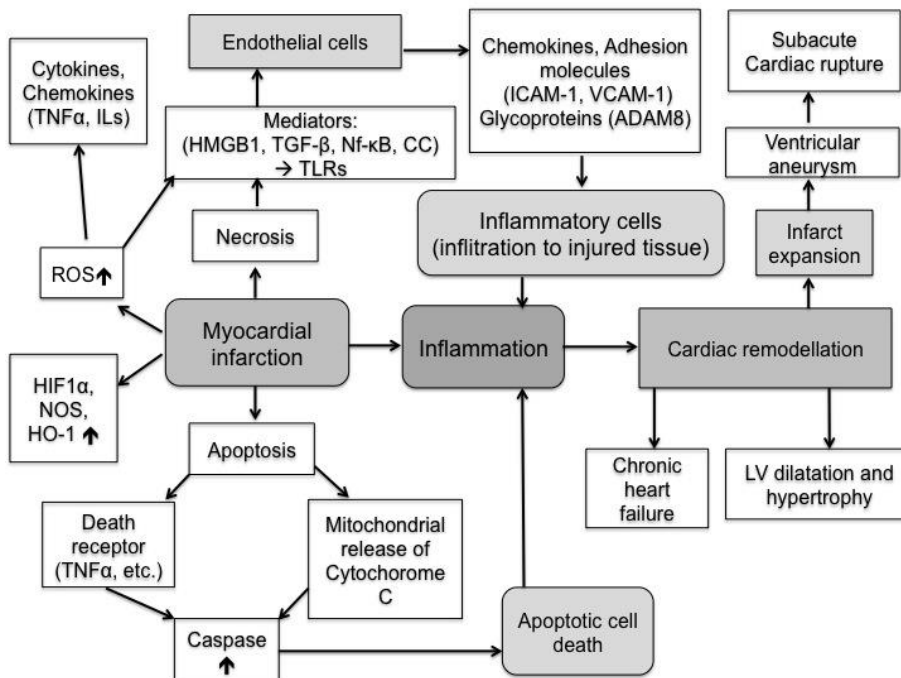 Endothelial cells
Chemokines, Adhesion
molecules
(ICAM-1, VCAM-1)
Glycoproteins (ADAM8)
Subacute
Cardiac rupture
Cytokines,
Chemokines
(TNFα, ILs)
Mediators:
(HMGB1, TGF-β, Nf-κB, CC)
→ TLRs
Ventricular
aneurysm
Inflammatory cells
(inflitration to injured tissue)
Necrosis
Infarct
expansion
ROS↑
Myocardial
infarction
Inflammation
Cardiac remodellation
HIF1α,
NOS,
HO-1 ↑
Apoptosis
Chronic
heart
failure
LV dilatation and
hypertrophy
Death
receptor
(TNFα, etc.)
Mitochondrial
release of
Cytochorome
C
Caspase
↑
Apoptotic cell
death